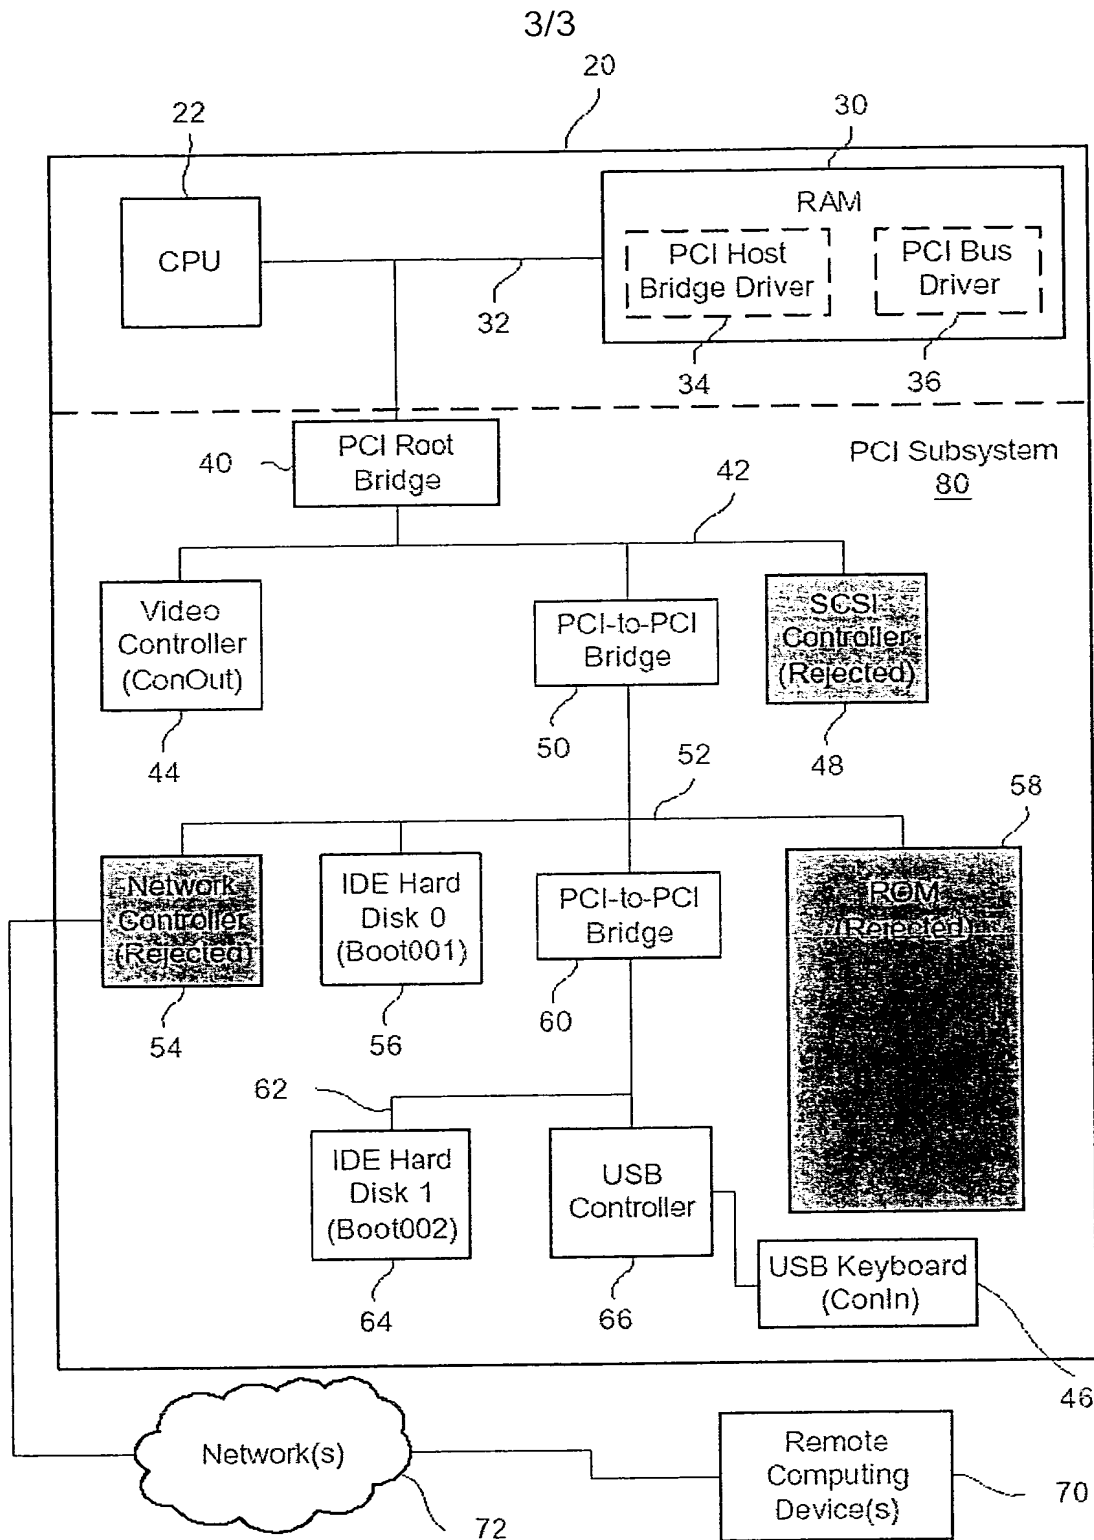 3/3
20
22
30
CPU
RAM
PCI Host
Bridge Driver
PCI Bus
Driver
32
34
36
40
PCI Root
Bridge
PCI Subsystem
80
42
Video
Controller
(ConOut)
PCI-to-PCI
Bridge
SCSI
Controller
(Rejected)
44
50
48
52
58
Network
Controller
(Rejected)
IDE Hard
Disk 0
(Boot001)
PCI-to-PCI
Bridge
ROM
(Rejected)
54
56
60
62
IDE Hard
Disk 1
(Boot002)
USB
Controller
USB Keyboard
(ConIn)
64
66
46
Network(s)
Remote
Computing
Device(s)
72
70